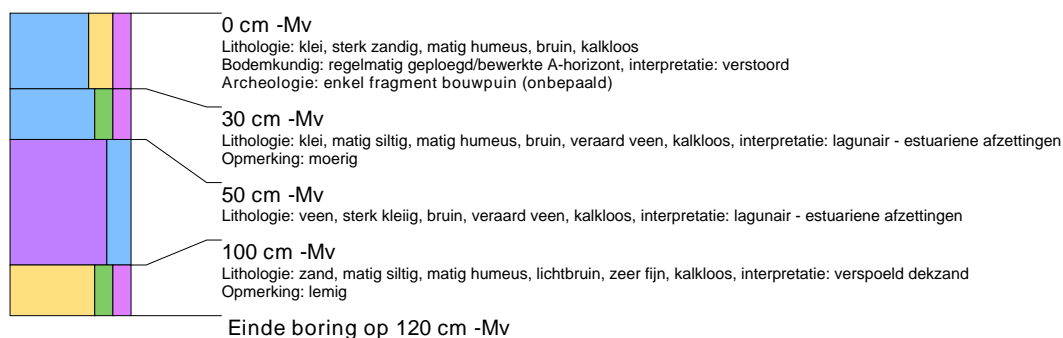 0 cm -Mv
Lithologie: klei, sterk zandig, matig humeus, bruin, kalkloos
Bodemkundig: regelmatig geploegd/bewerkte A-horizont, interpretatie: verstoord
Archeologie: enkel fragment bouwpuin (onbepaald)
30 cm -Mv
Lithologie: klei, matig siltig, matig humeus, bruin, veraard veen, kalkloos, interpretatie: lagunair - estuariene afzettingen
Opmerking: moerig
50 cm -Mv
Lithologie: veen, sterk kleiig, bruin, veraard veen, kalkloos, interpretatie: lagunair - estuariene afzettingen
100 cm -Mv
Lithologie: zand, matig siltig, matig humeus, lichtbruin, zeer fijn, kalkloos, interpretatie: verspoeld dekzand
Opmerking: lemig
Einde boring op 120 cm -Mv